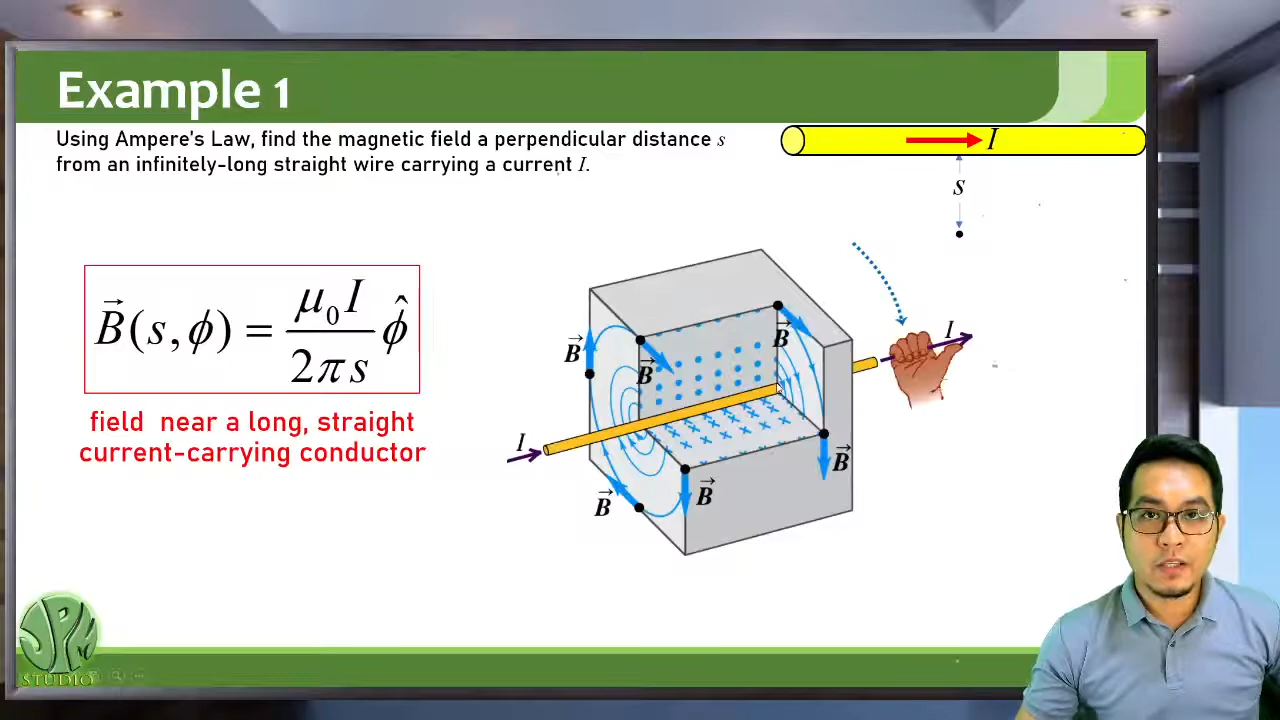 Example 1
Using Ampere's Law, find the magnetic field a perpendicular distance s
from an infinitely-long straight wire carrying a current I.
I
s
B⃗(s,ϕ) = μ₀I / 2πs ϕ̂
field near a long, straight
current-carrying conductor
I
B⃗
B⃗
B⃗
B⃗
I
B⃗
B⃗
JPM
STUDIO